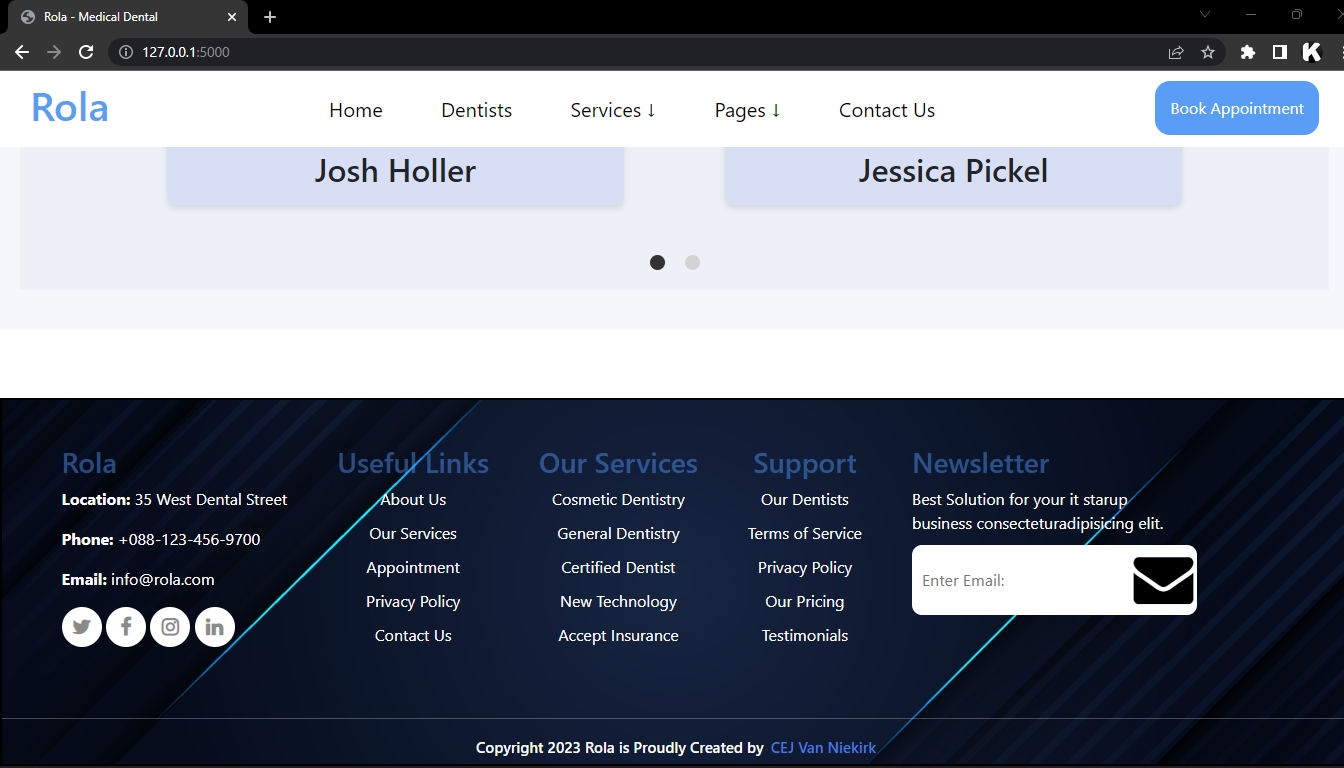 Rola - Medical Dental
127.0.0.1:5000
Rola
Home
Dentists
Services ↓
Pages ↓
Contact Us
Book Appointment
Josh Holler
Jessica Pickel
Rola
Location: 35 West Dental Street
Phone: +088-123-456-9700
Email: info@rola.com
Useful Links
About Us
Our Services
Appointment
Privacy Policy
Contact Us
Our Services
Cosmetic Dentistry
General Dentistry
Certified Dentist
New Technology
Accept Insurance
Support
Our Dentists
Terms of Service
Privacy Policy
Our Pricing
Testimonials
Newsletter
Best Solution for your it starup
business consecteturadipisicing elit.
Enter Email:
Copyright 2023 Rola is Proudly Created by CEJ Van Niekirk